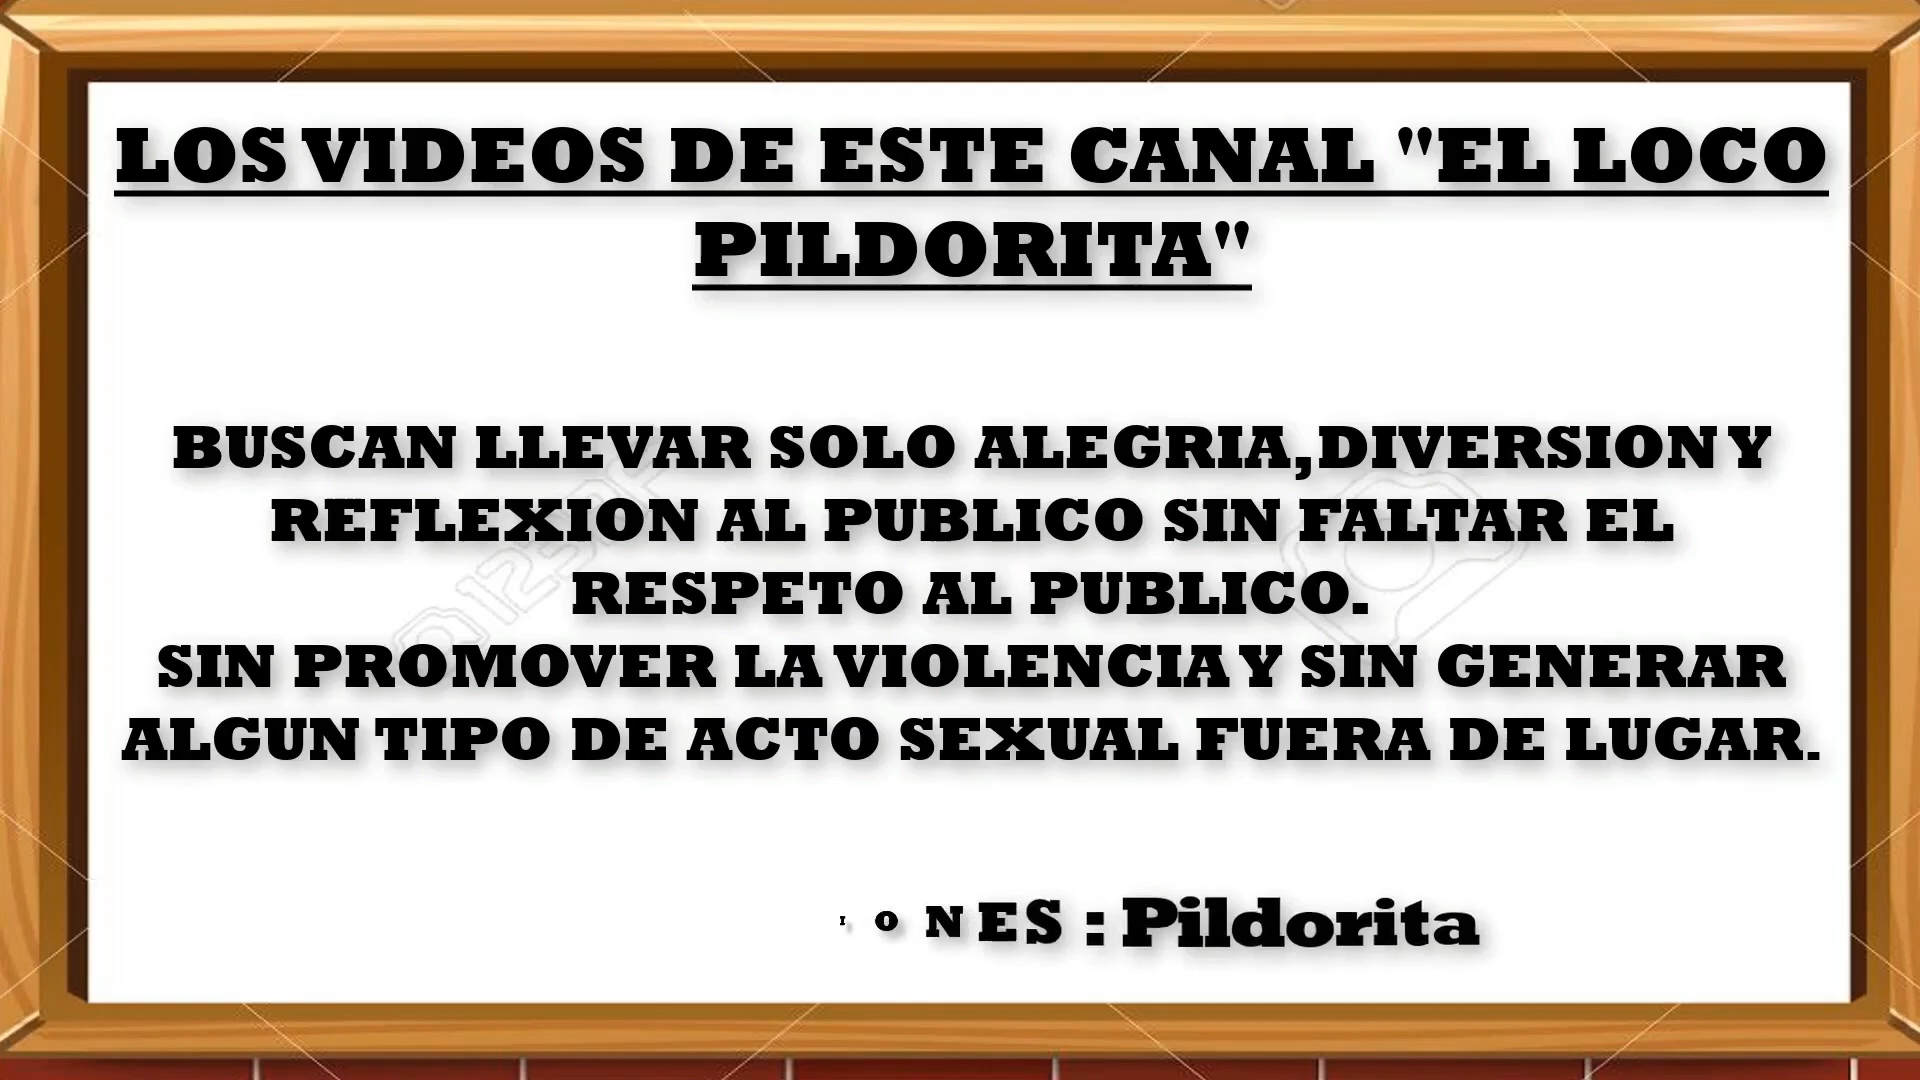 LOS VIDEOS DE ESTE CANAL "EL LOCO
PILDORITA"
BUSCAN LLEVAR SOLO ALEGRIA,DIVERSION Y
REFLEXION AL PUBLICO SIN FALTAR EL
RESPETO AL PUBLICO.
SIN PROMOVER LA VIOLENCIA Y SIN GENERAR
ALGUN TIPO DE ACTO SEXUAL FUERA DE LUGAR.
IONES : Pildorita